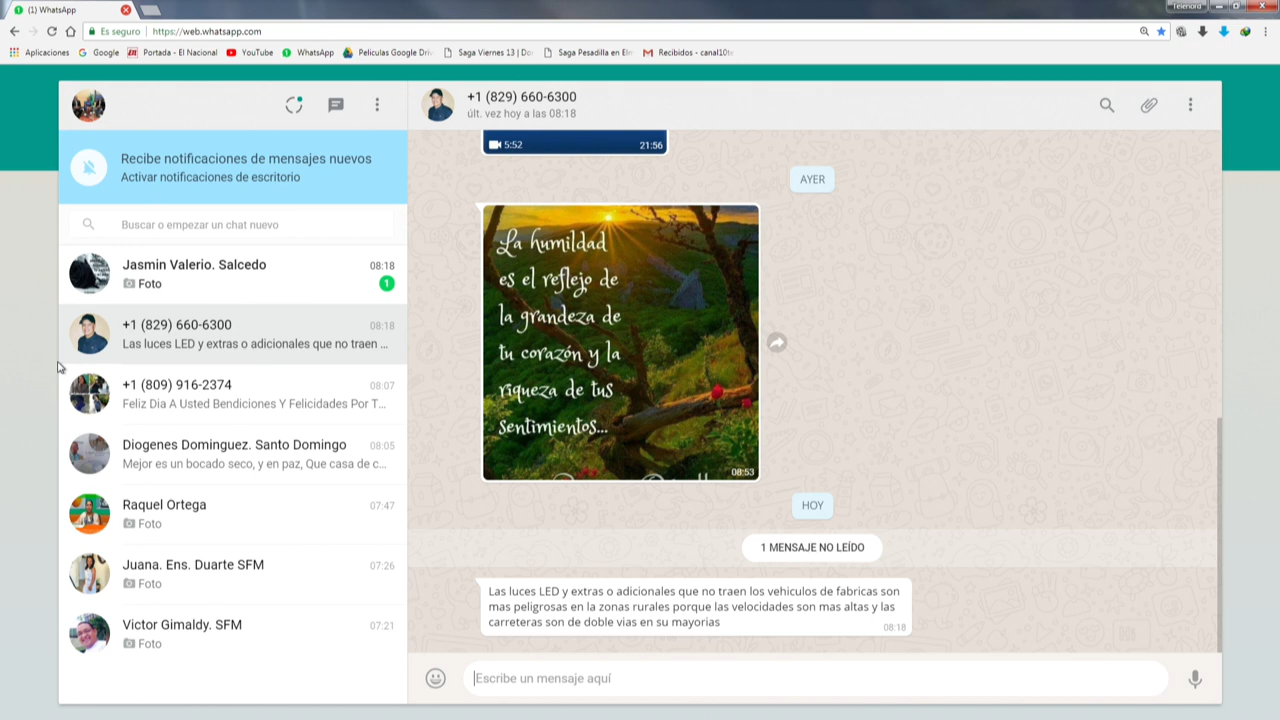 (1) WhatsApp
Telenord
Es seguro
https://web.whatsapp.com
Aplicaciones
Google
Portada - El Nacional
YouTube
WhatsApp
Peliculas Google Driv
Saga Viernes 13 | Do
Saga Pesadilla en Elm
Recibidos - canal10te
+1 (829) 660-6300
últ. vez hoy a las 08:18
Recibe notificaciones de mensajes nuevos
Activar notificaciones de escritorio
Buscar o empezar un chat nuevo
Jasmin Valerio. Salcedo 08:18
Foto 1
+1 (829) 660-6300 08:18
Las luces LED y extras o adicionales que no traen ...
+1 (809) 916-2374 08:07
Feliz Dia A Usted Bendiciones Y Felicidades Por T...
Diogenes Dominguez. Santo Domingo 08:05
Mejor es un bocado seco, y en paz, Que casa de c...
Raquel Ortega 07:47
Foto
Juana. Ens. Duarte SFM 07:26
Foto
Victor Gimaldy. SFM 07:21
Foto
5:52 21:56
AYER
La humildad
es el reflejo de
la grandeza de
tu corazón y la
riqueza de tus
sentimientos...
08:53
HOY
1 MENSAJE NO LEÍDO
Las luces LED y extras o adicionales que no traen los vehiculos de fabricas son
mas peligrosas en la zonas rurales porque las velocidades son mas altas y las
carreteras son de doble vias en su mayorias
08:18
Escribe un mensaje aquí